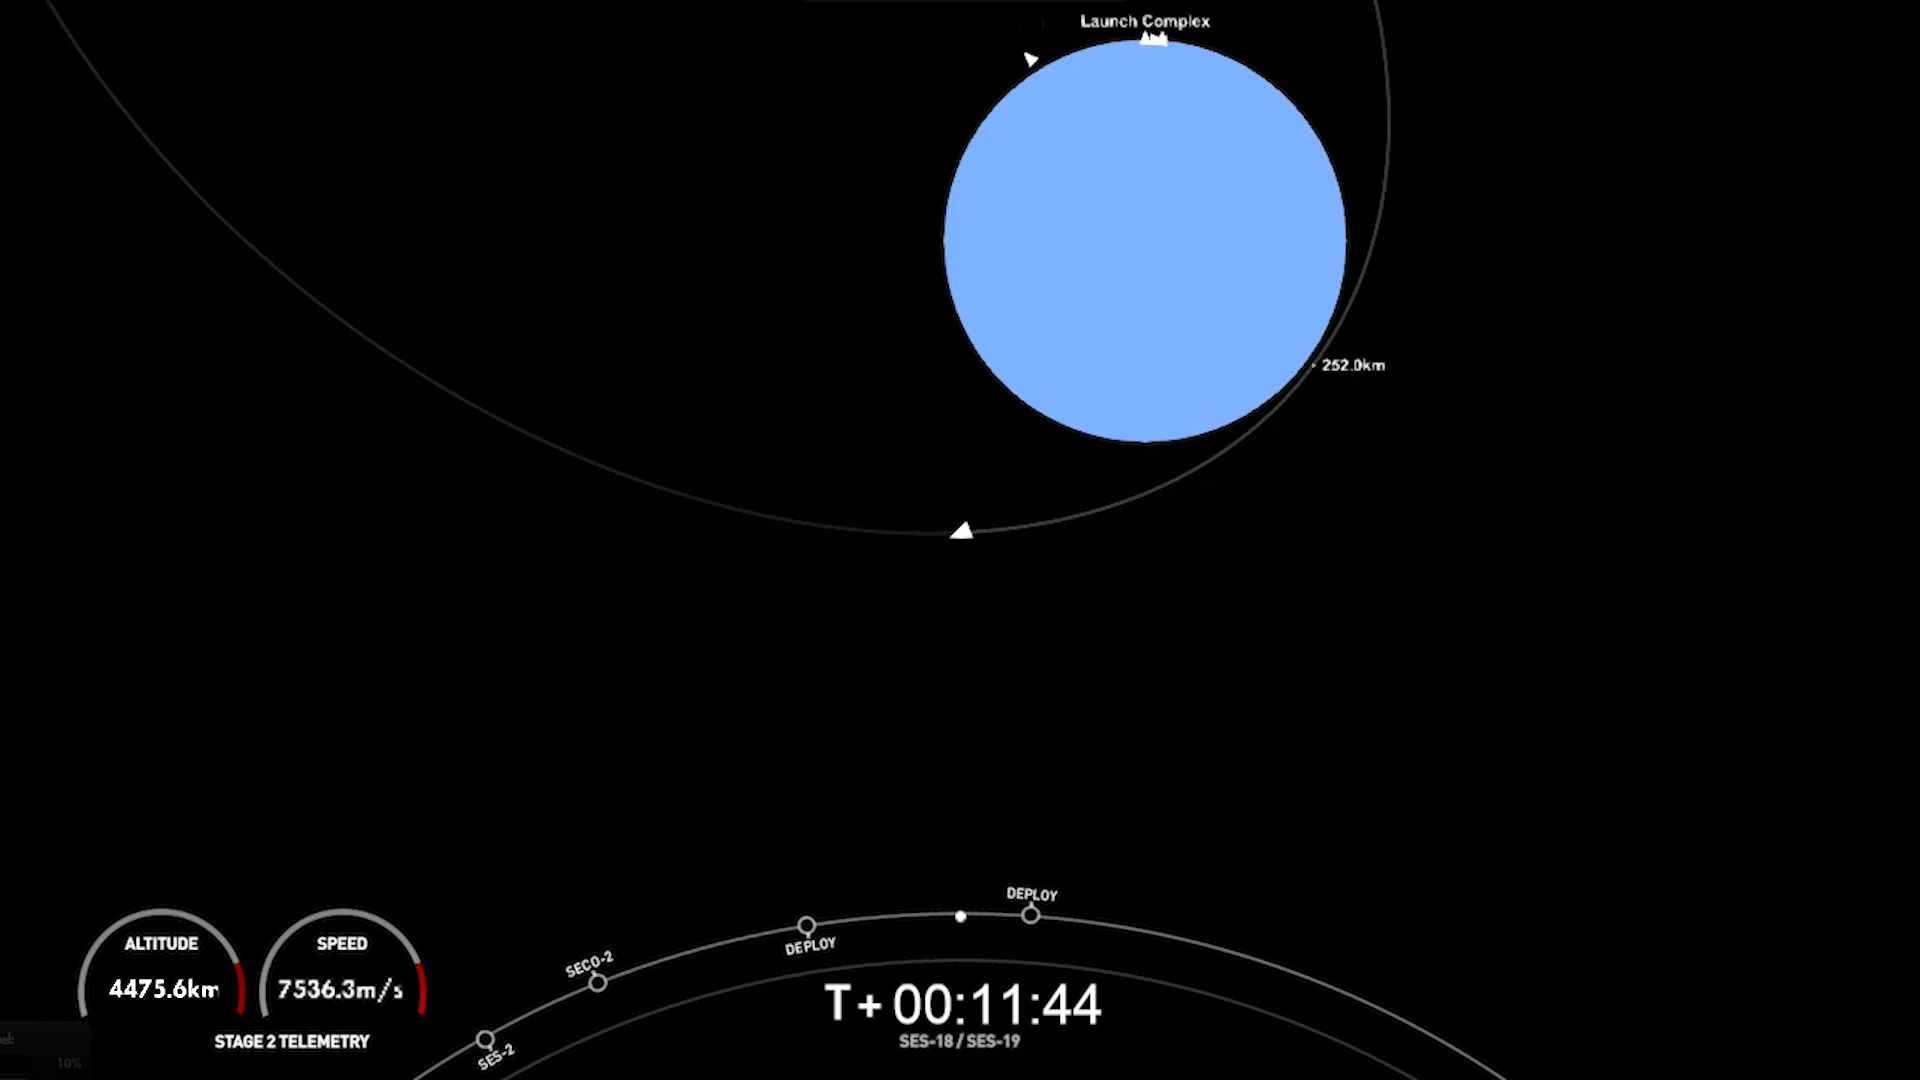 Launch Complex
252.0km
DEPLOY
DEPLOY
SECO-2
SES-2
ALTITUDE
4475.6km
SPEED
7536.3m/s
STAGE 2 TELEMETRY
T+ 00:11:44
SES-18 / SES-19
10%